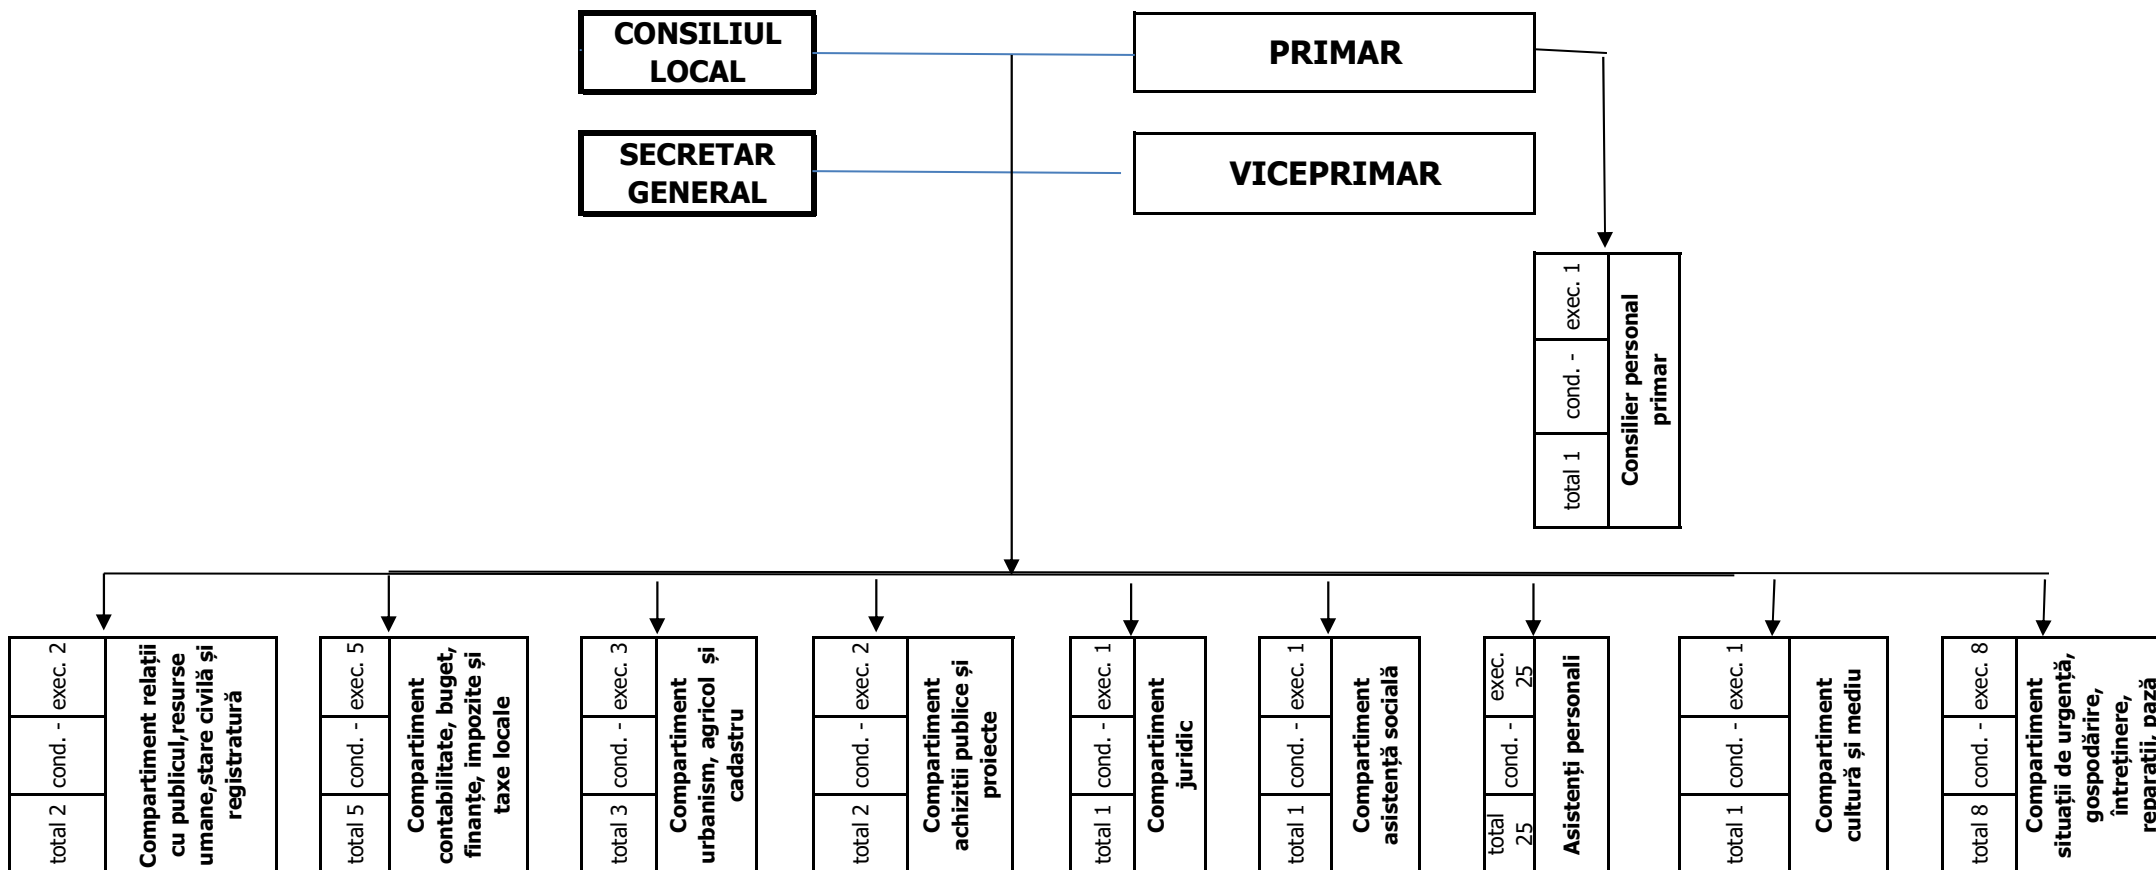 CONSILIUL
LOCAL
PRIMAR
SECRETAR
GENERAL
VICEPRIMAR
exec. 1
cond. -
total 1
Consilier personal
primar
exec. 2
cond. -
total 2
Compartiment relații
cu publicul,resurse
umane,stare civilă și
registratură
exec. 5
cond. -
total 5
Compartiment
contabilitate, buget,
finanțe, impozite și
taxe locale
exec. 3
cond. -
total 3
Compartiment
urbanism, agricol și
cadastru
exec. 2
cond. -
total 2
Compartiment
achizitii publice și
proiecte
exec. 1
cond. -
total 1
Compartiment
juridic
exec. 1
cond. -
total 1
Compartiment
asistență socială
exec.
25
cond. -
total
25
Asistenți personali
exec. 1
cond. -
total 1
Compartiment
cultură și mediu
exec. 8
cond. -
total 8
Compartiment
situații de urgență,
gospodărire,
întreținere,
reparații, pază